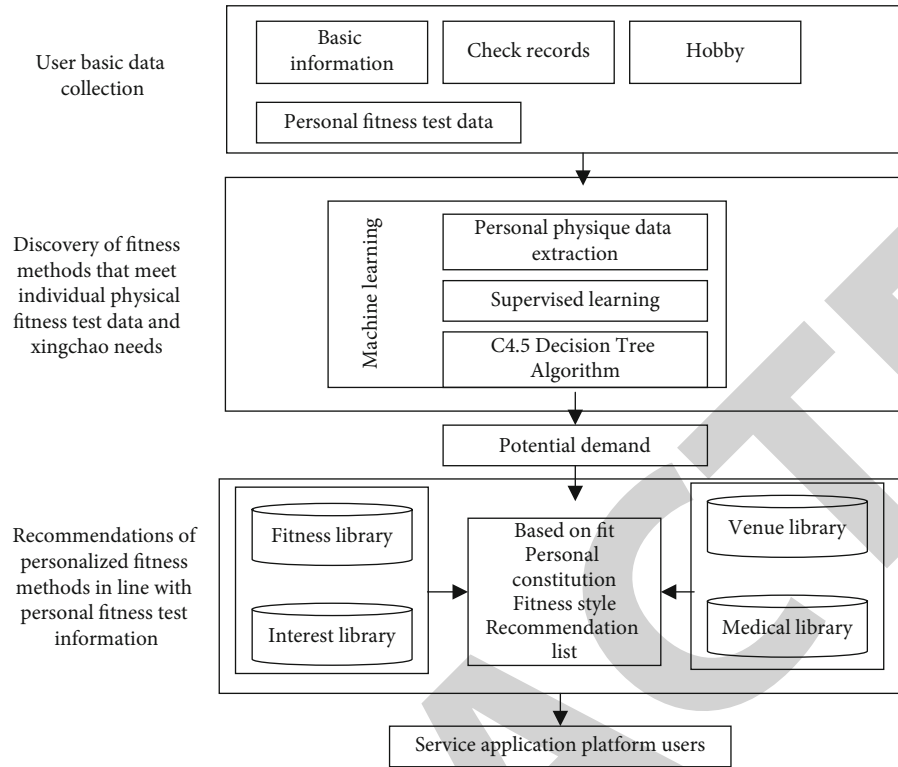 User basic data
collection
Basic
information
Check records
Hobby
Personal fitness test data
Discovery of fitness
methods that meet
individual physical
fitness test data and
xingchao needs
Machine learning
Personal physique data
extraction
Supervised learning
C4.5 Decision Tree
Algorithm
Potential demand
Recommendations of
personalized fitness
methods in line with
personal fitness test
information
Fitness library
Interest library
Based on fit
Personal
constitution
Fitness style
Recommendation
list
Venue library
Medical library
Service application platform users
ACTE